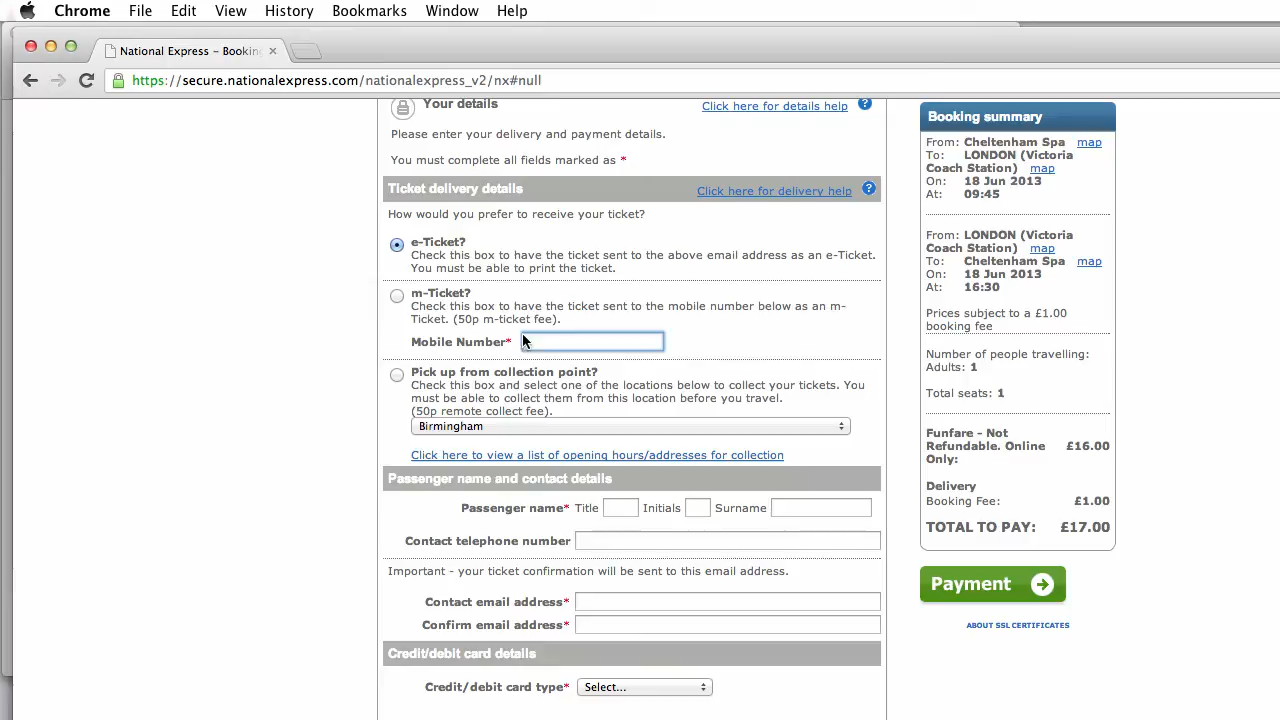 Chrome File Edit View History Bookmarks Window Help
National Express – Bookin
https://secure.nationalexpress.com/nationalexpress_v2/nx#null
Your details
Click here for details help ?
Please enter your delivery and payment details.
You must complete all fields marked as *
Ticket delivery details
Click here for delivery help ?
How would you prefer to receive your ticket?
e-Ticket?
Check this box to have the ticket sent to the above email address as an e-Ticket.
You must be able to print the ticket.
m-Ticket?
Check this box to have the ticket sent to the mobile number below as an m-
Ticket. (50p m-ticket fee).
Mobile Number*
Pick up from collection point?
Check this box and select one of the locations below to collect your tickets. You
must be able to collect them from this location before you travel.
(50p remote collect fee).
Birmingham
Click here to view a list of opening hours/addresses for collection
Passenger name and contact details
Passenger name* Title Initials Surname
Contact telephone number
Important - your ticket confirmation will be sent to this email address.
Contact email address*
Confirm email address*
Credit/debit card details
Credit/debit card type* Select...
Booking summary
From: Cheltenham Spa map
To: LONDON (Victoria
Coach Station) map
On: 18 Jun 2013
At: 09:45
From: LONDON (Victoria
Coach Station) map
To: Cheltenham Spa map
On: 18 Jun 2013
At: 16:30
Prices subject to a £1.00
booking fee
Number of people travelling:
Adults: 1
Total seats: 1
Funfare - Not
Refundable. Online £16.00
Only:
Delivery
Booking Fee: £1.00
TOTAL TO PAY: £17.00
Payment
ABOUT SSL CERTIFICATES